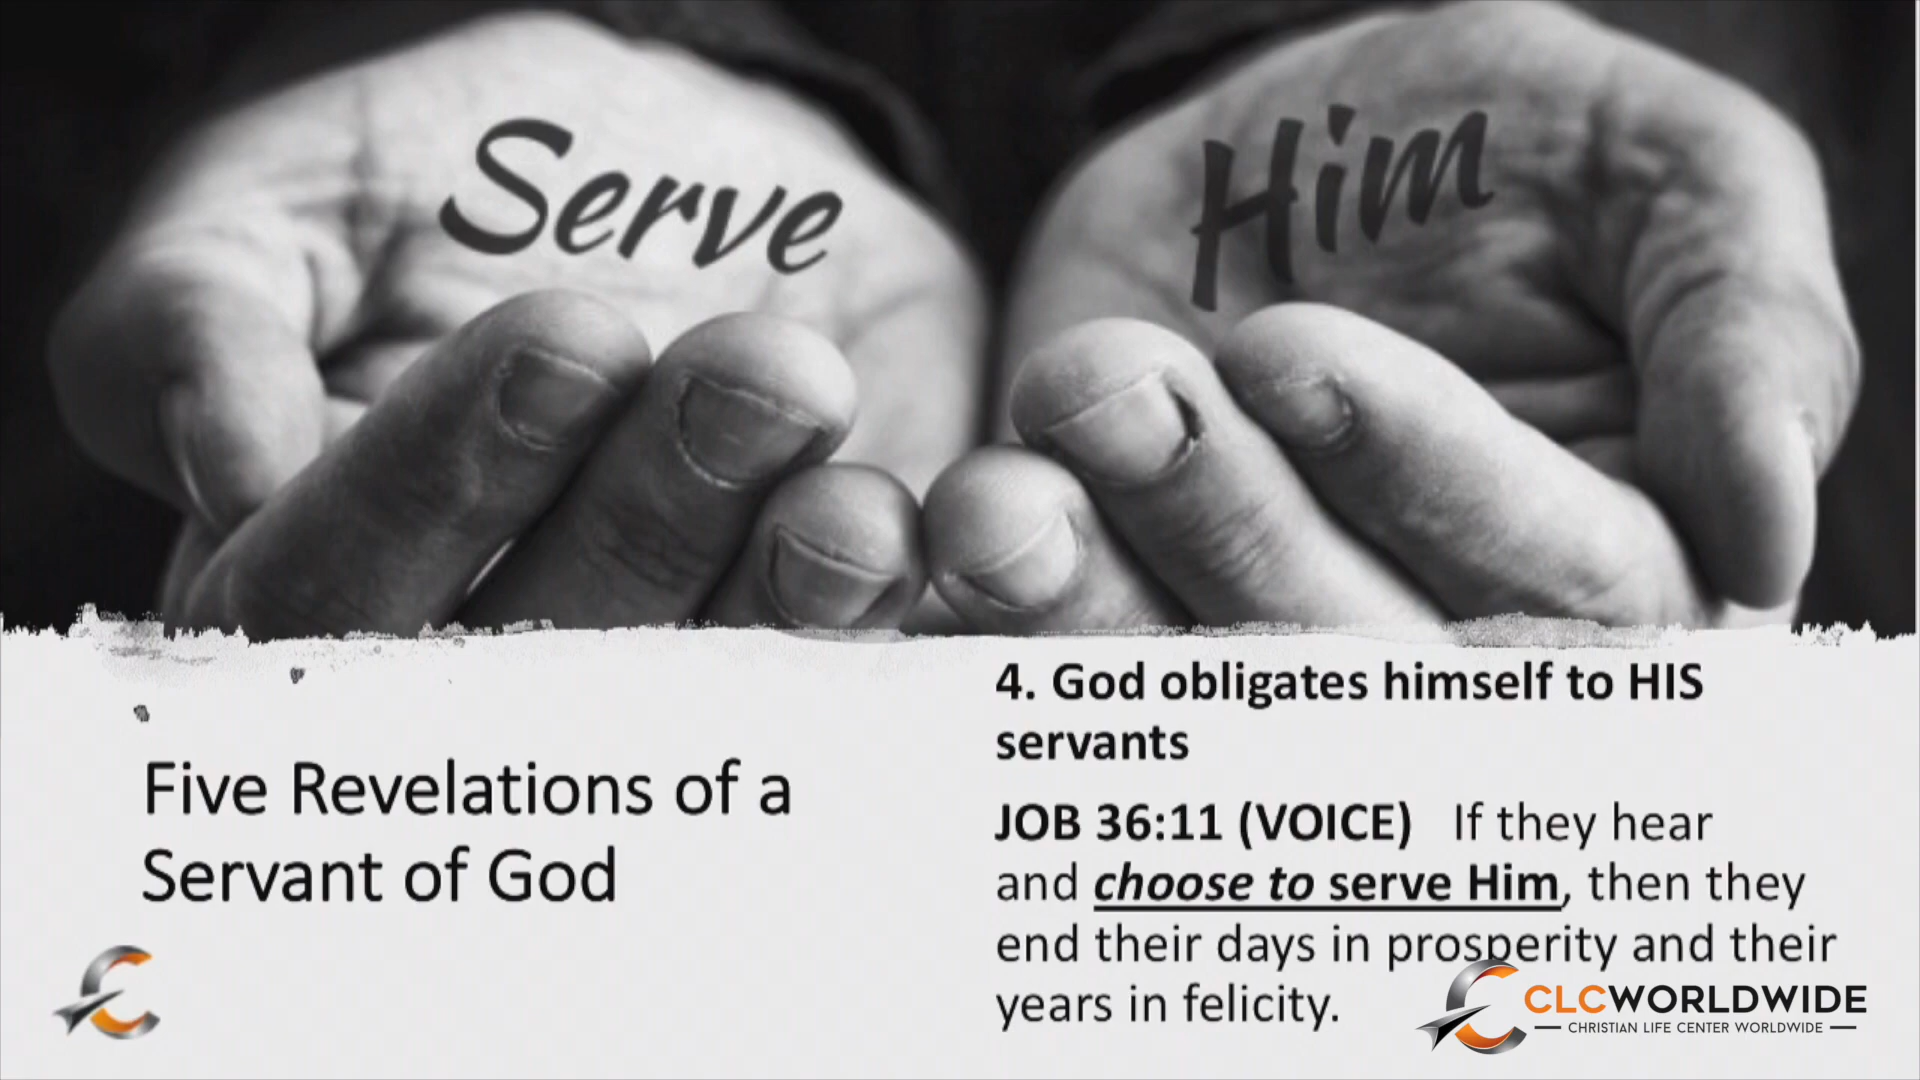 Serve Him
Five Revelations of a
Servant of God
4. God obligates himself to HIS
servants
JOB 36:11 (VOICE) If they hear
and choose to serve Him, then they
end their days in prosperity and their
years in felicity.
CLCWORLDWIDE
CHRISTIAN LIFE CENTER WORLDWIDE